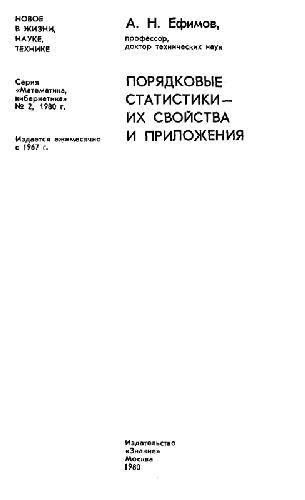 НОВОЕ
В ЖИЗНИ,
НАУКЕ,
ТЕХНИКЕ
Серия
«Математика,
кибернетика»
№ 2, 1980 г.
Издается ежемесячно
с 1967 г.
А. Н. Ефимов,
профессор,
доктор технических наук
ПОРЯДКОВЫЕ
СТАТИСТИКИ —
ИХ СВОЙСТВА
И ПРИЛОЖЕНИЯ
Издательство
«Знание»
Москва
1980